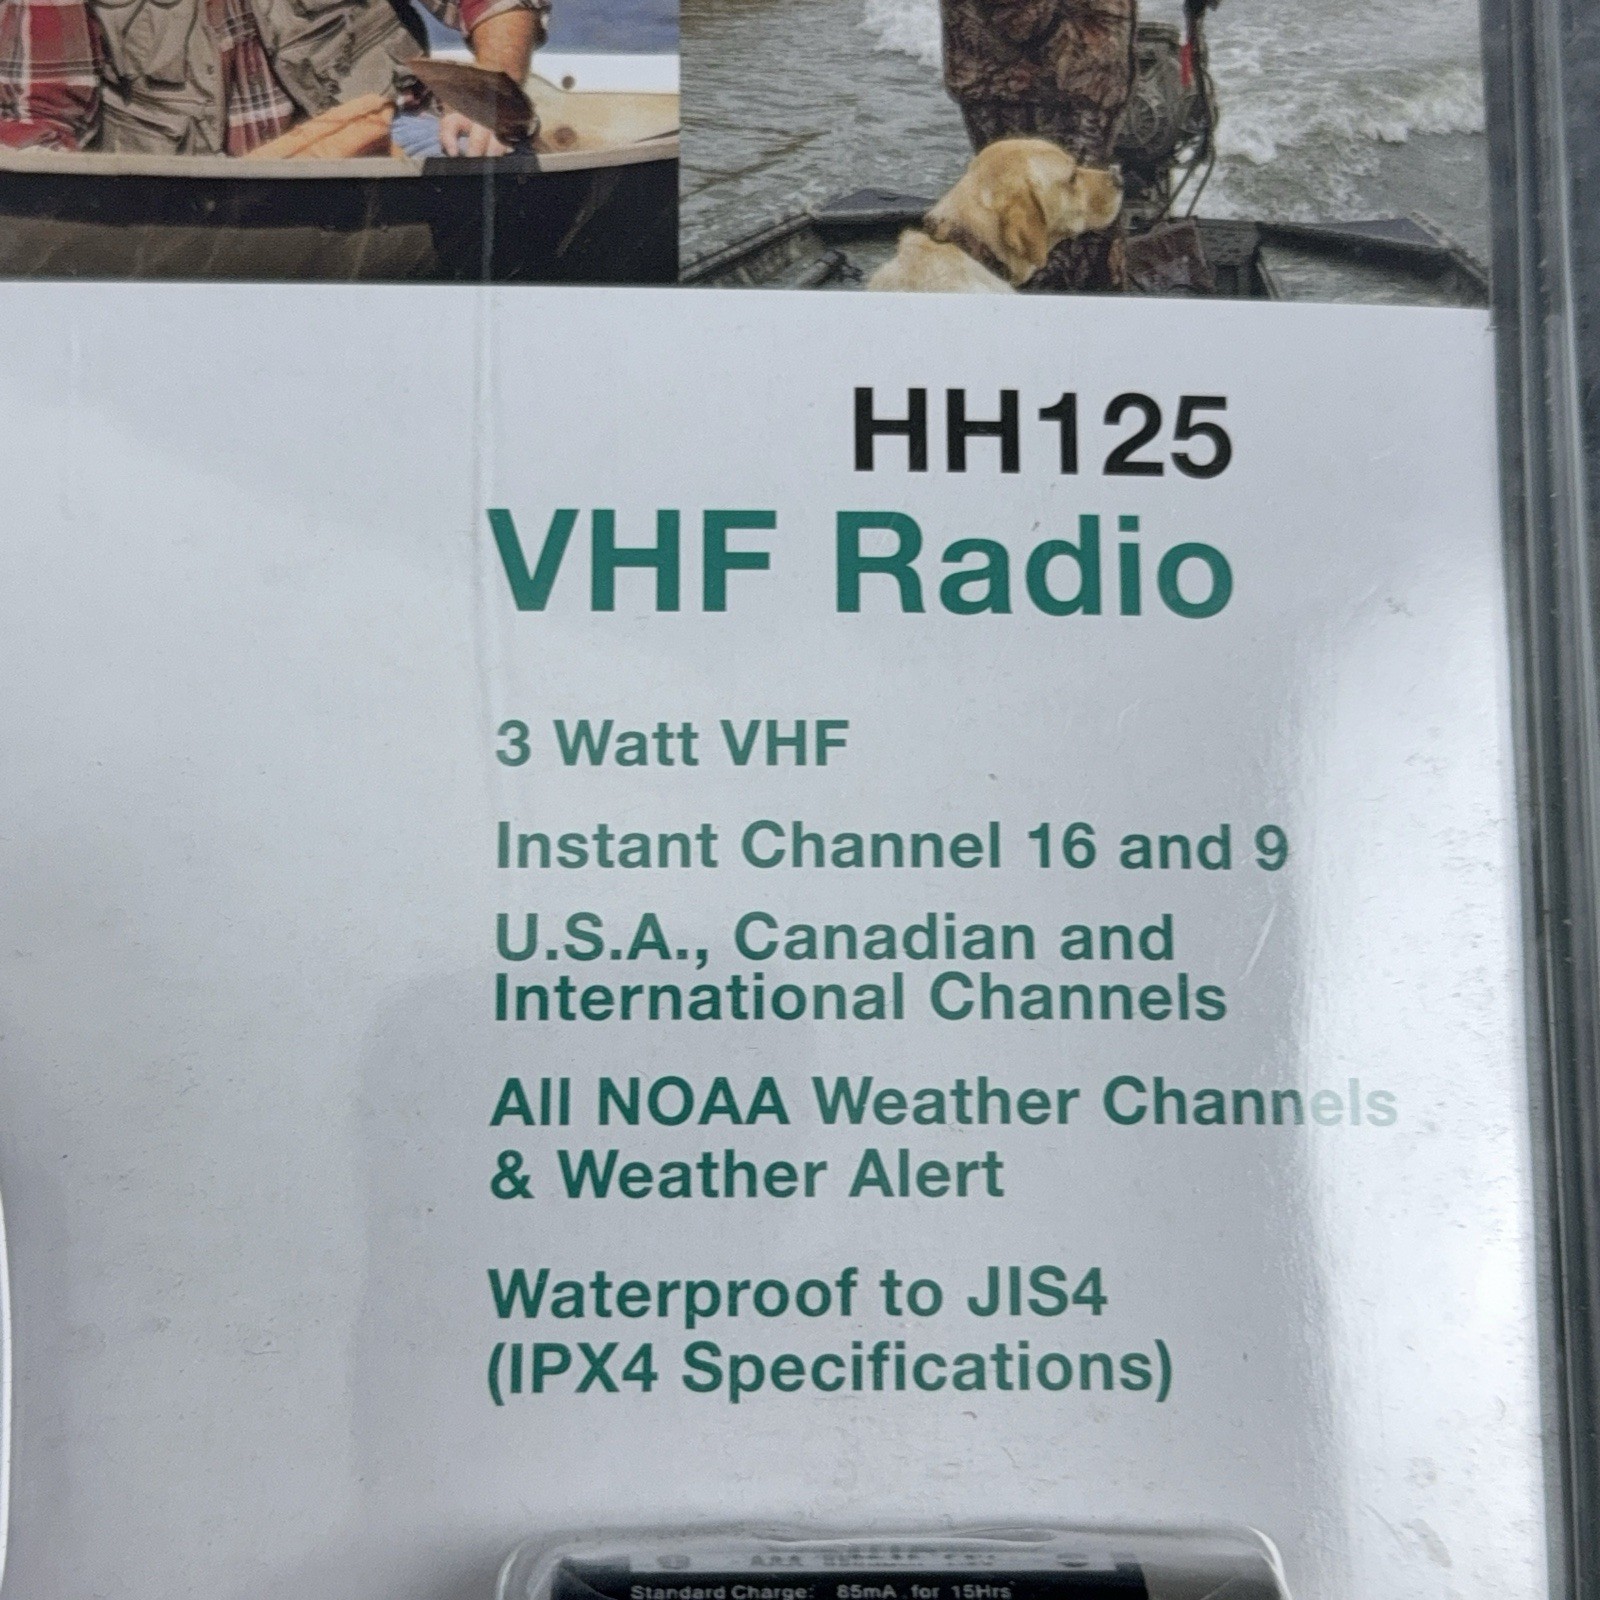 HH125
VHF Radio
3 Watt VHF
Instant Channel 16 and 9
U.S.A., Canadian and
International Channels
All NOAA Weather Channels
& Weather Alert
Waterproof to JIS4
(IPX4 Specifications)
Standard Charge: 85mA for 15Hrs